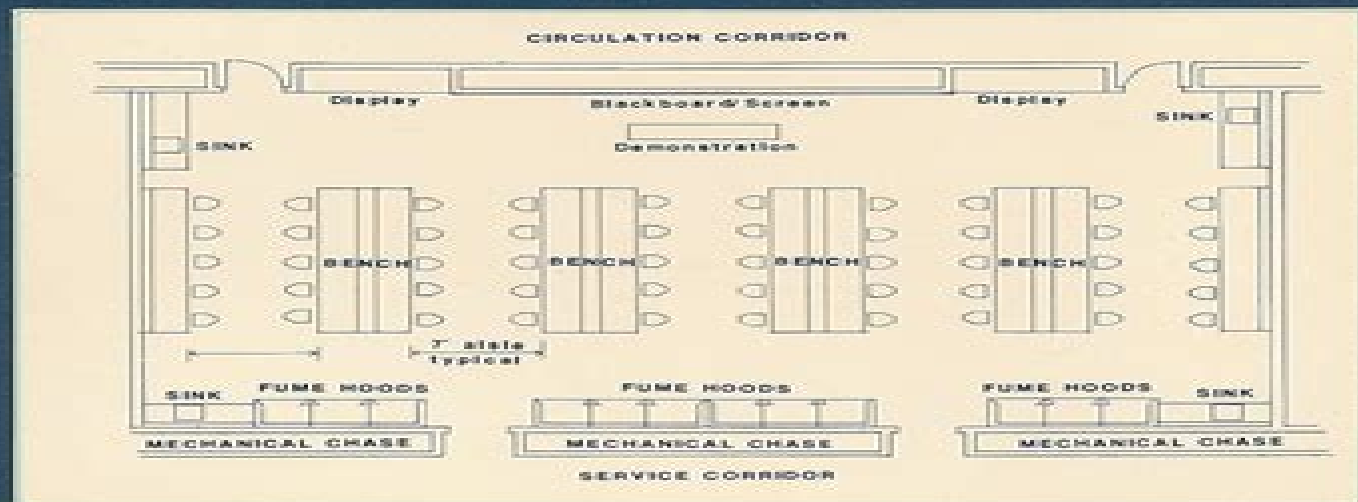 CIRCULATION CORRIDOR
Display
Blackboard/Screen
Display
SINK
SINK
Demonstration
BENCH
BENCH
BENCH
BENCH
7' aisle
typical
SINK
FUME HOODS
FUME HOODS
FUME HOODS
SINK
MECHANICAL CHASE
MECHANICAL CHASE
MECHANICAL CHASE
SERVICE CORRIDOR